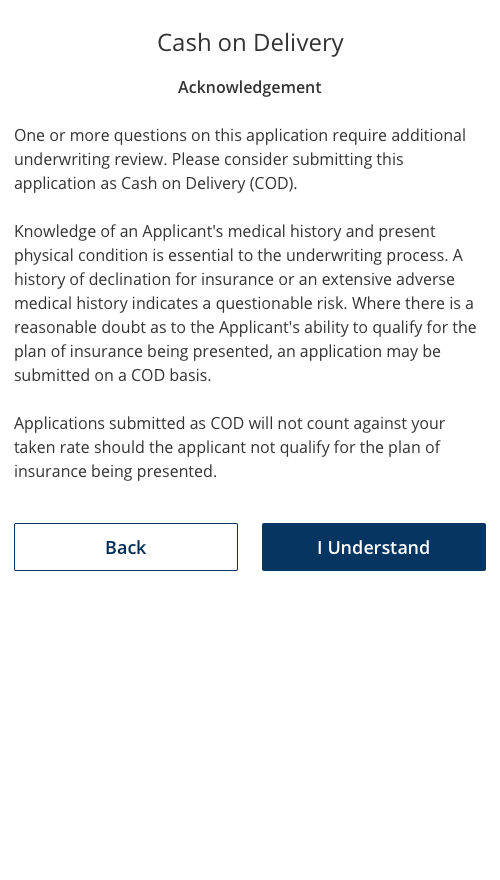 Cash on Delivery
Acknowledgement
One or more questions on this application require additional
underwriting review. Please consider submitting this
application as Cash on Delivery (COD).
Knowledge of an Applicant's medical history and present
physical condition is essential to the underwriting process. A
history of declination for insurance or an extensive adverse
medical history indicates a questionable risk. Where there is a
reasonable doubt as to the Applicant's ability to qualify for the
plan of insurance being presented, an application may be
submitted on a COD basis.
Applications submitted as COD will not count against your
taken rate should the applicant not qualify for the plan of
insurance being presented.
Back
I Understand